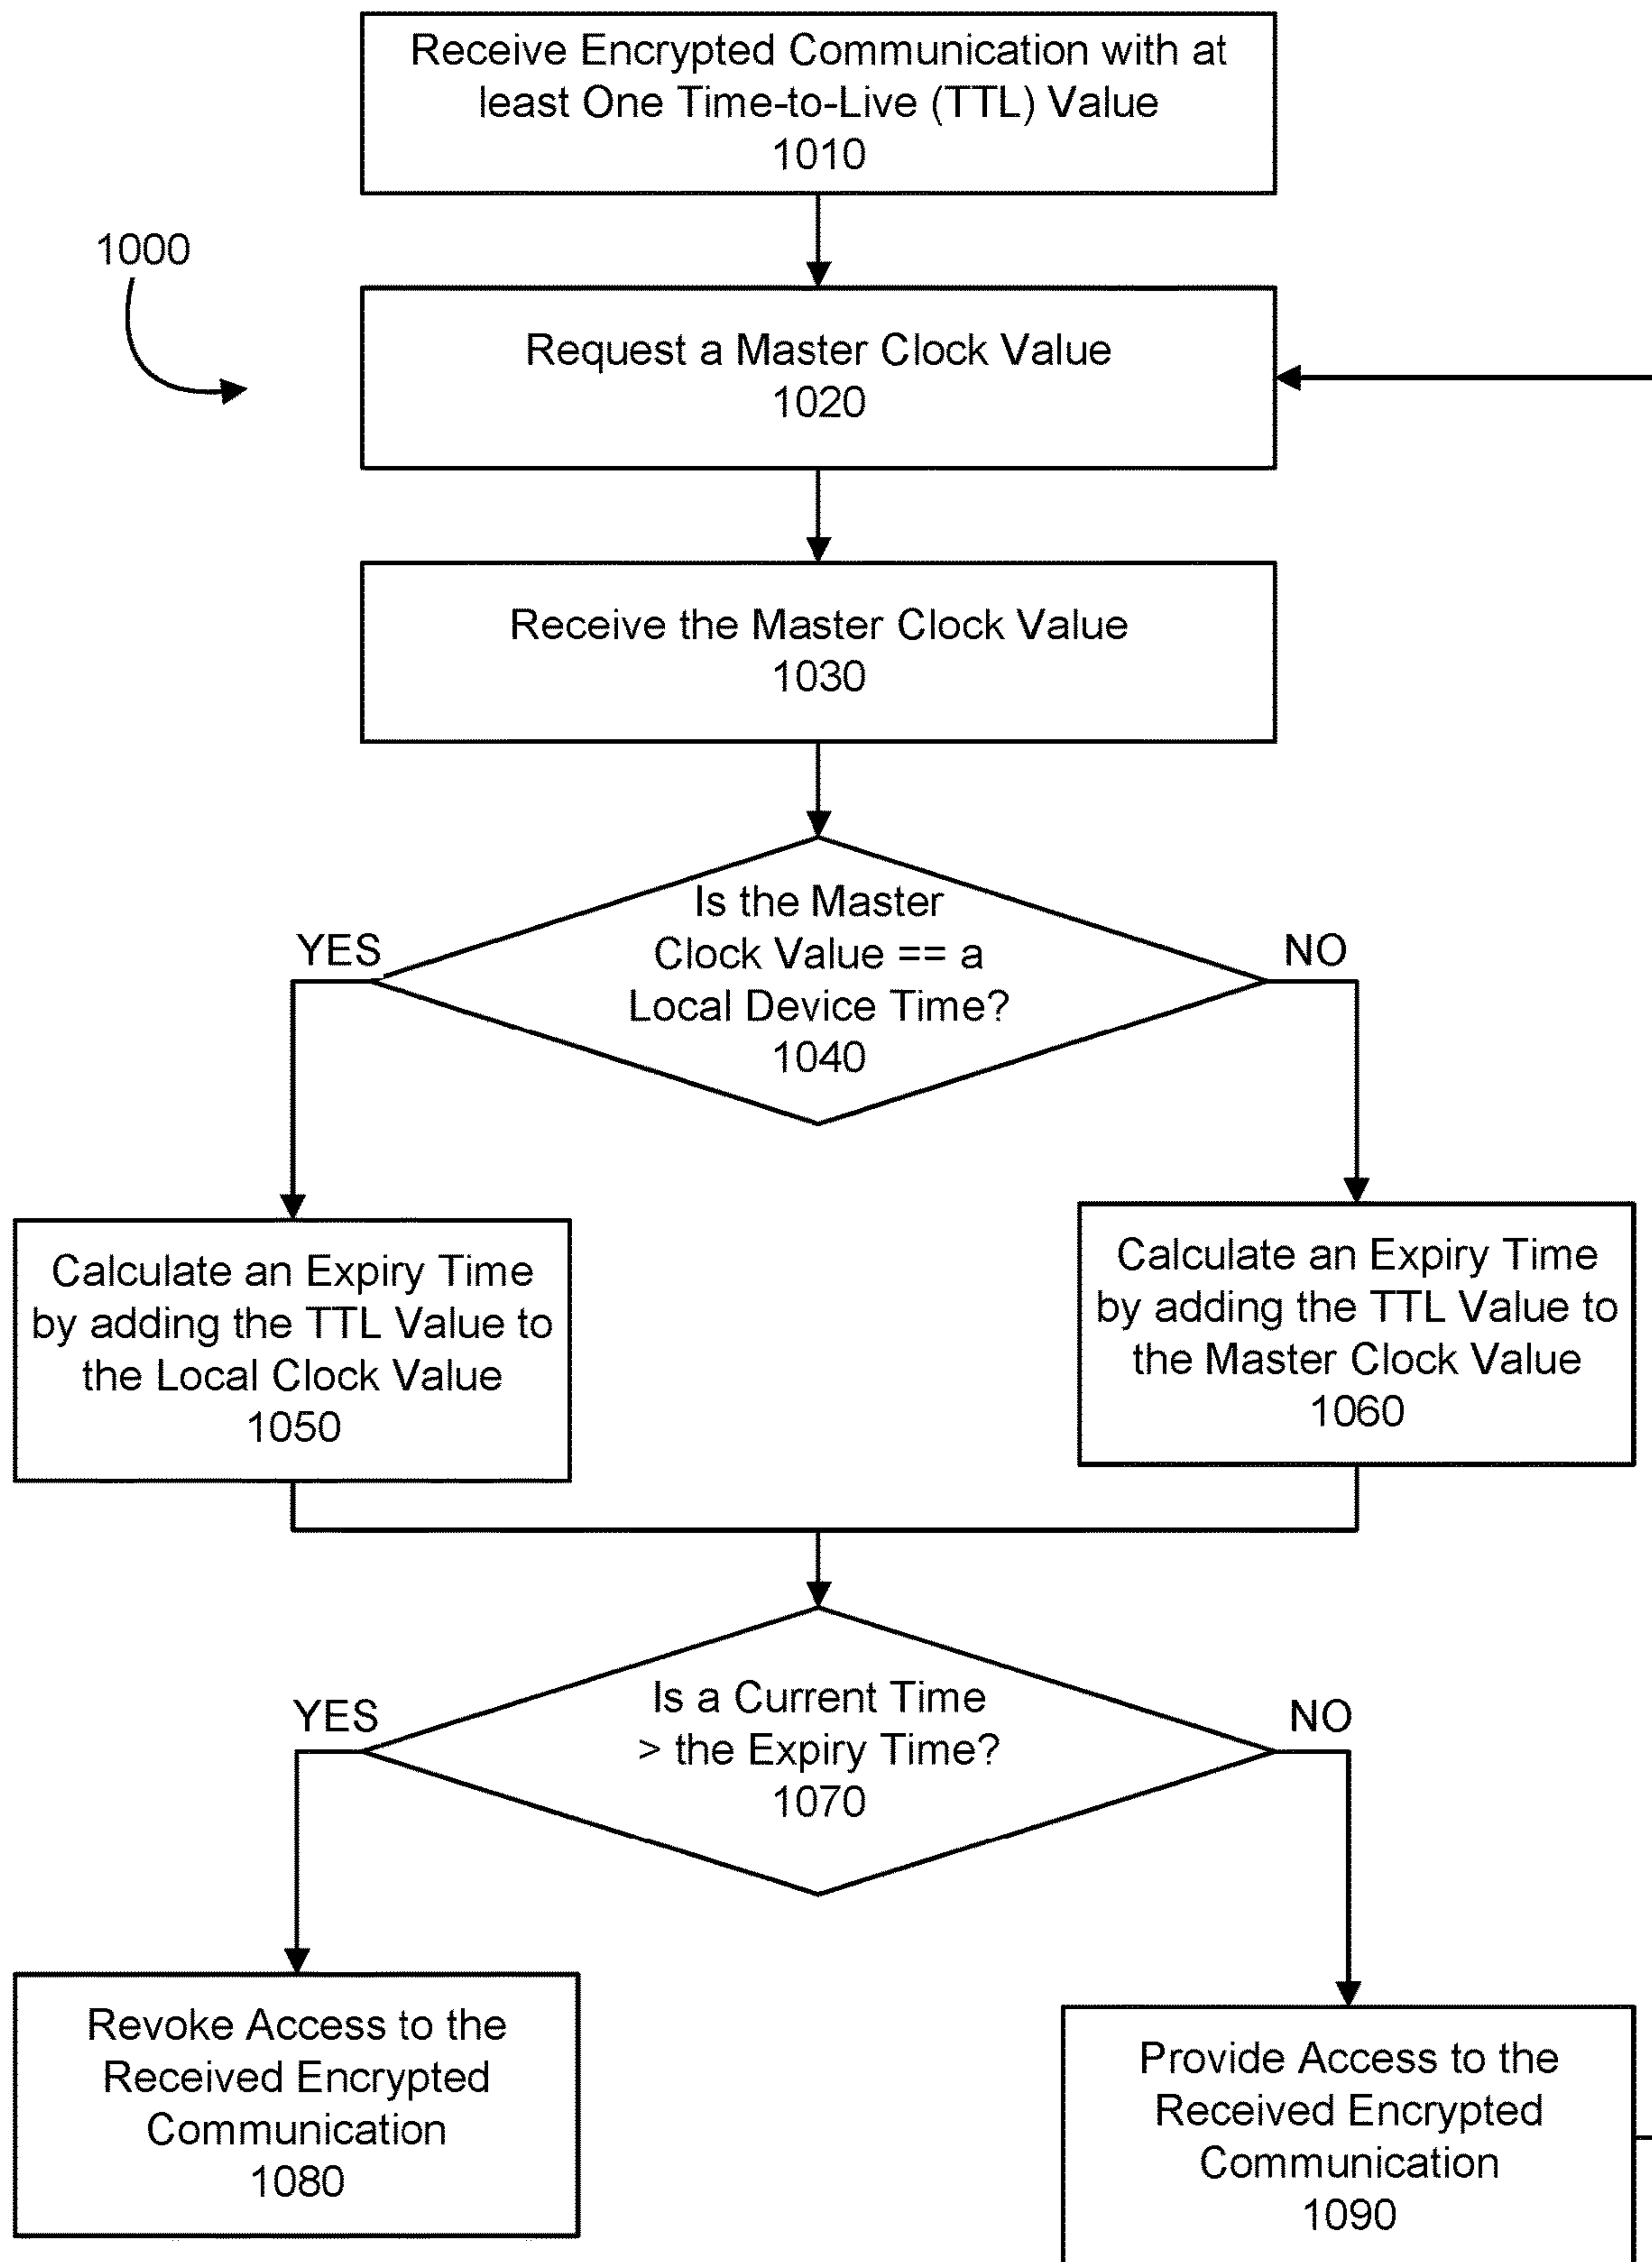 Receive Encrypted Communication with at
least One Time-to-Live (TTL) Value
1010
1000
Request a Master Clock Value
1020
Receive the Master Clock Value
1030
Is the Master
Clock Value == a
Local Device Time?
1040
YES
NO
Calculate an Expiry Time
by adding the TTL Value to
the Local Clock Value
1050
Calculate an Expiry Time
by adding the TTL Value to
the Master Clock Value
1060
Is a Current Time
> the Expiry Time?
1070
YES
NO
Revoke Access to the
Received Encrypted
Communication
1080
Provide Access to the
Received Encrypted
Communication
1090